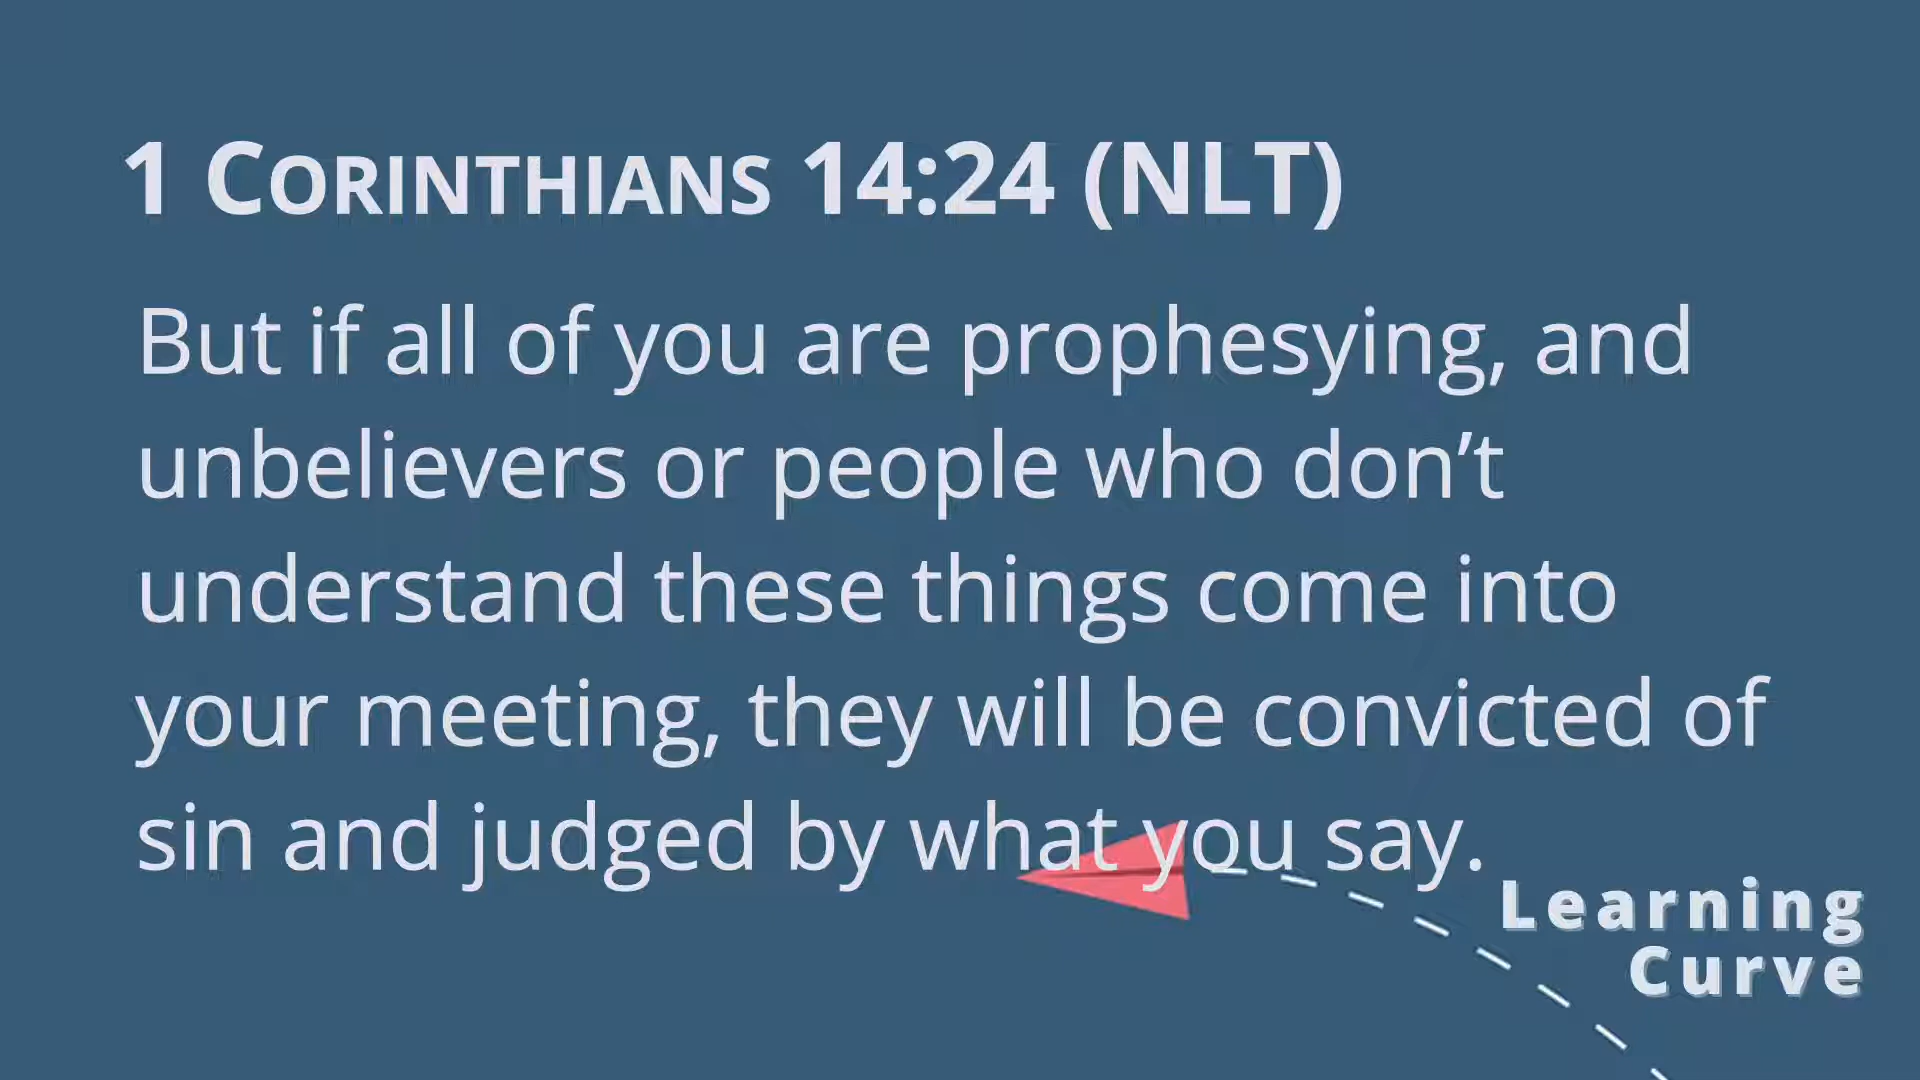 1 Corinthians 14:24 (NLT)
But if all of you are prophesying, and
unbelievers or people who don’t
understand these things come into
your meeting, they will be convicted of
sin and judged by what you say.
Learning
Curve